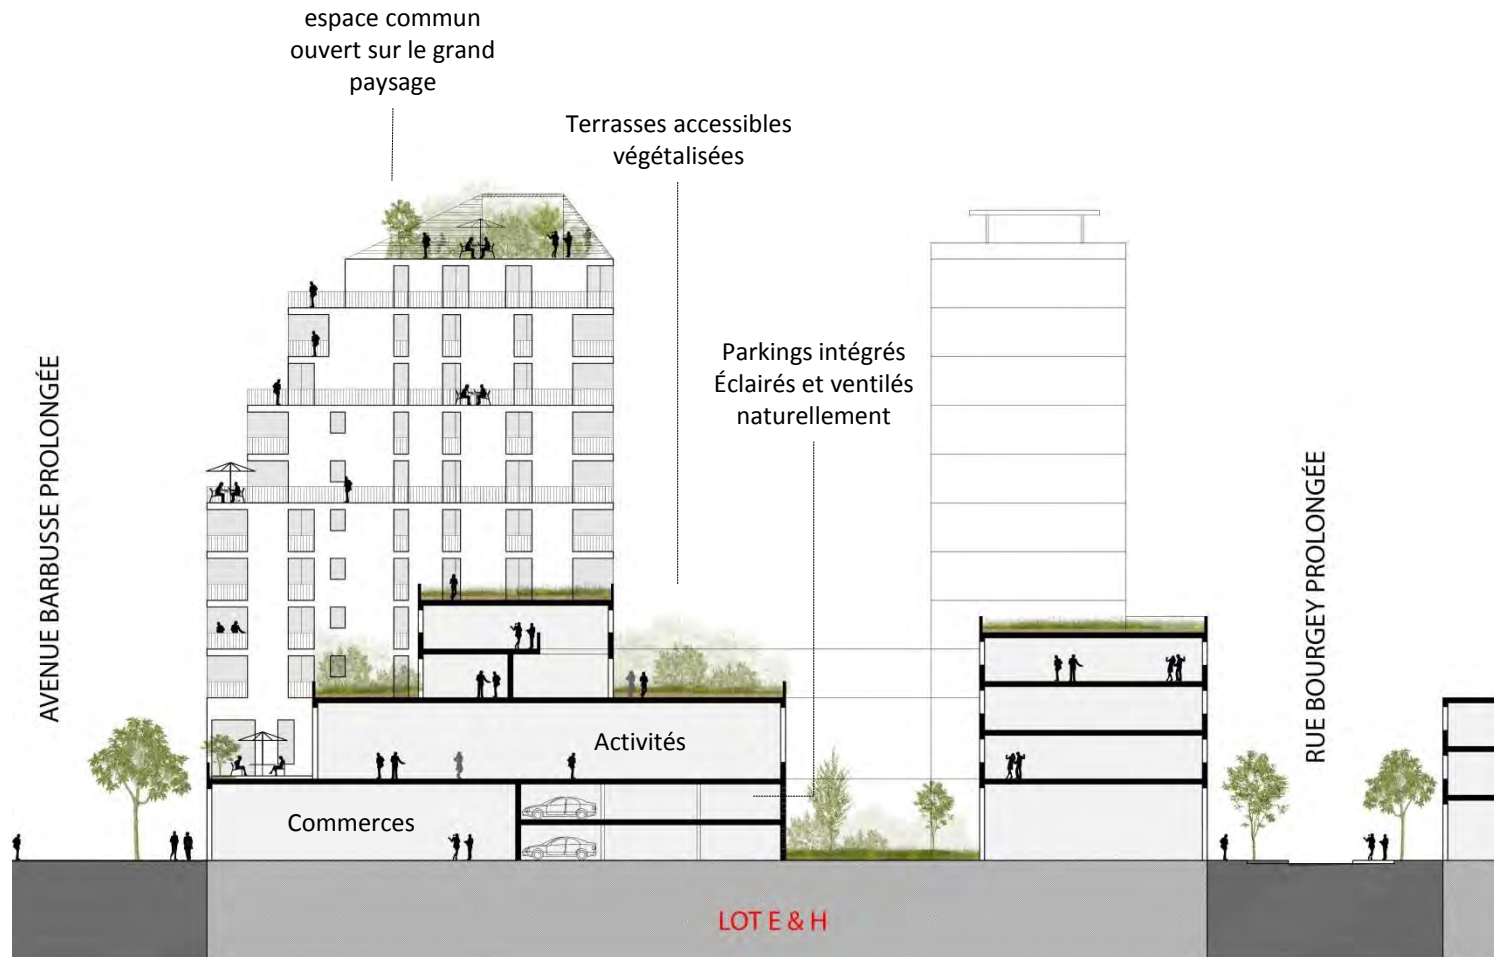 espace commun
ouvert sur le grand
paysage
Terrasses accessibles
végétalisées
Parkings intégrés
Éclairés et ventilés
naturellement
AVENUE BARBUSSE PROLONGÉE
RUE BOURGEY PROLONGÉE
Activités
Commerces
LOT E & H